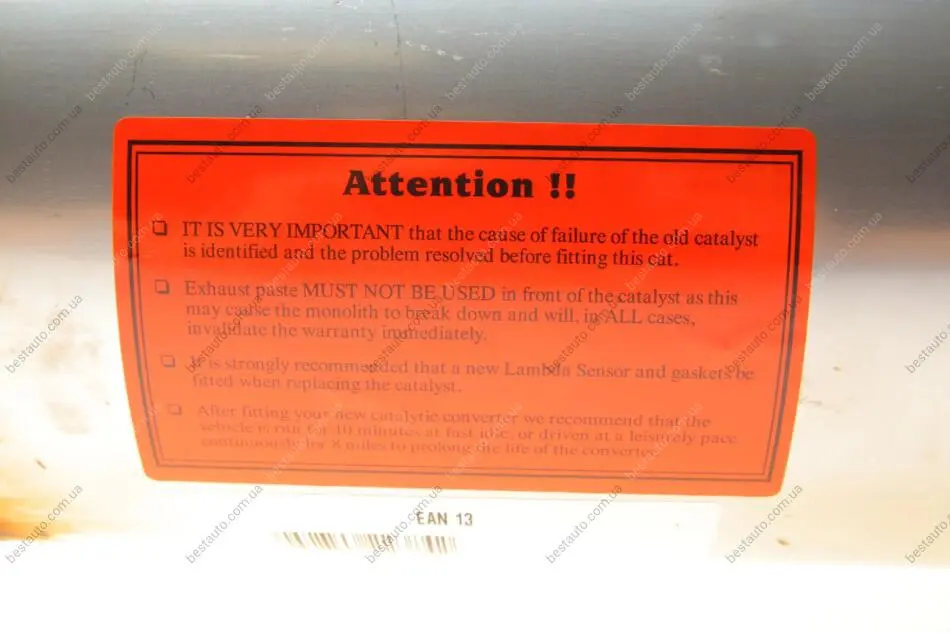 Attention !!
❏ IT IS VERY IMPORTANT that the cause of failure of the old catalyst
is identified and the problem resolved before fitting this cat.
❏ Exhaust paste MUST NOT BE USED in front of the catalyst as this
may cause the monolith to break down and will, in ALL cases,
invalidate the warranty immediately.
❏ It is strongly recommended that a new Lambda Sensor and gaskets be
fitted when replacing the catalyst.
❏ After fitting your new catalytic converter we recommend that the
vehicle is run for 10 minutes at fast idle, or driven at a leisurely pace
continuously for 8 miles to prolong the life of the converter.
EAN 13
bestauto.com.ua